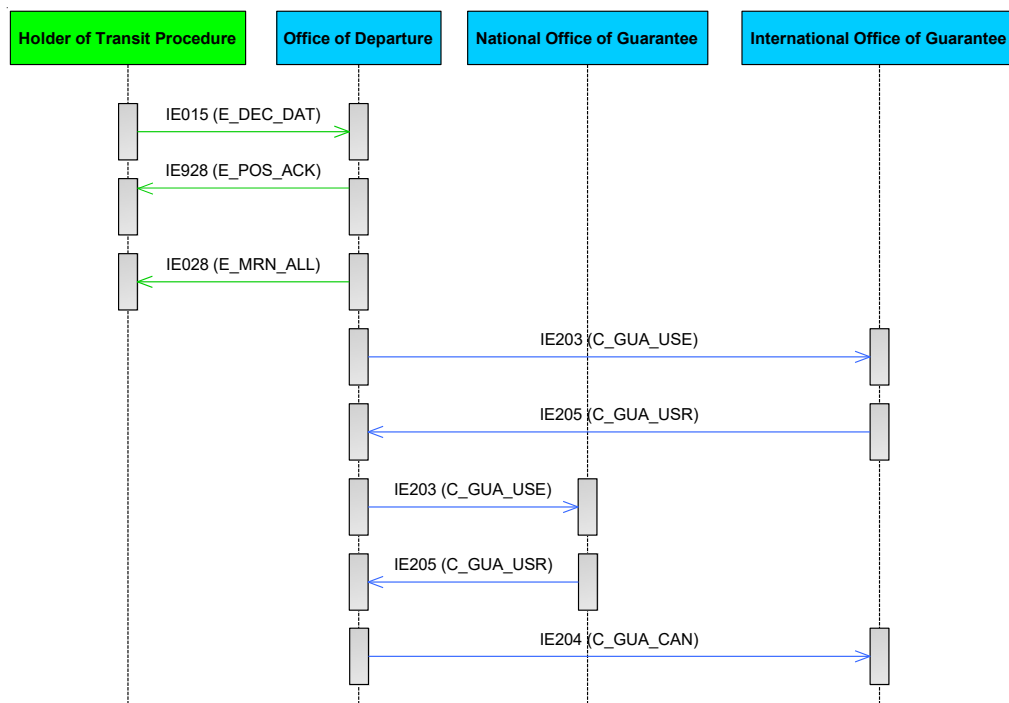 Holder of Transit Procedure
Office of Departure
National Office of Guarantee
International Office of Guarantee
IE015 (E_DEC_DAT)
IE928 (E_POS_ACK)
IE028 (E_MRN_ALL)
IE203 (C_GUA_USE)
IE205 (C_GUA_USR)
IE203 (C_GUA_USE)
IE205 (C_GUA_USR)
IE204 (C_GUA_CAN)